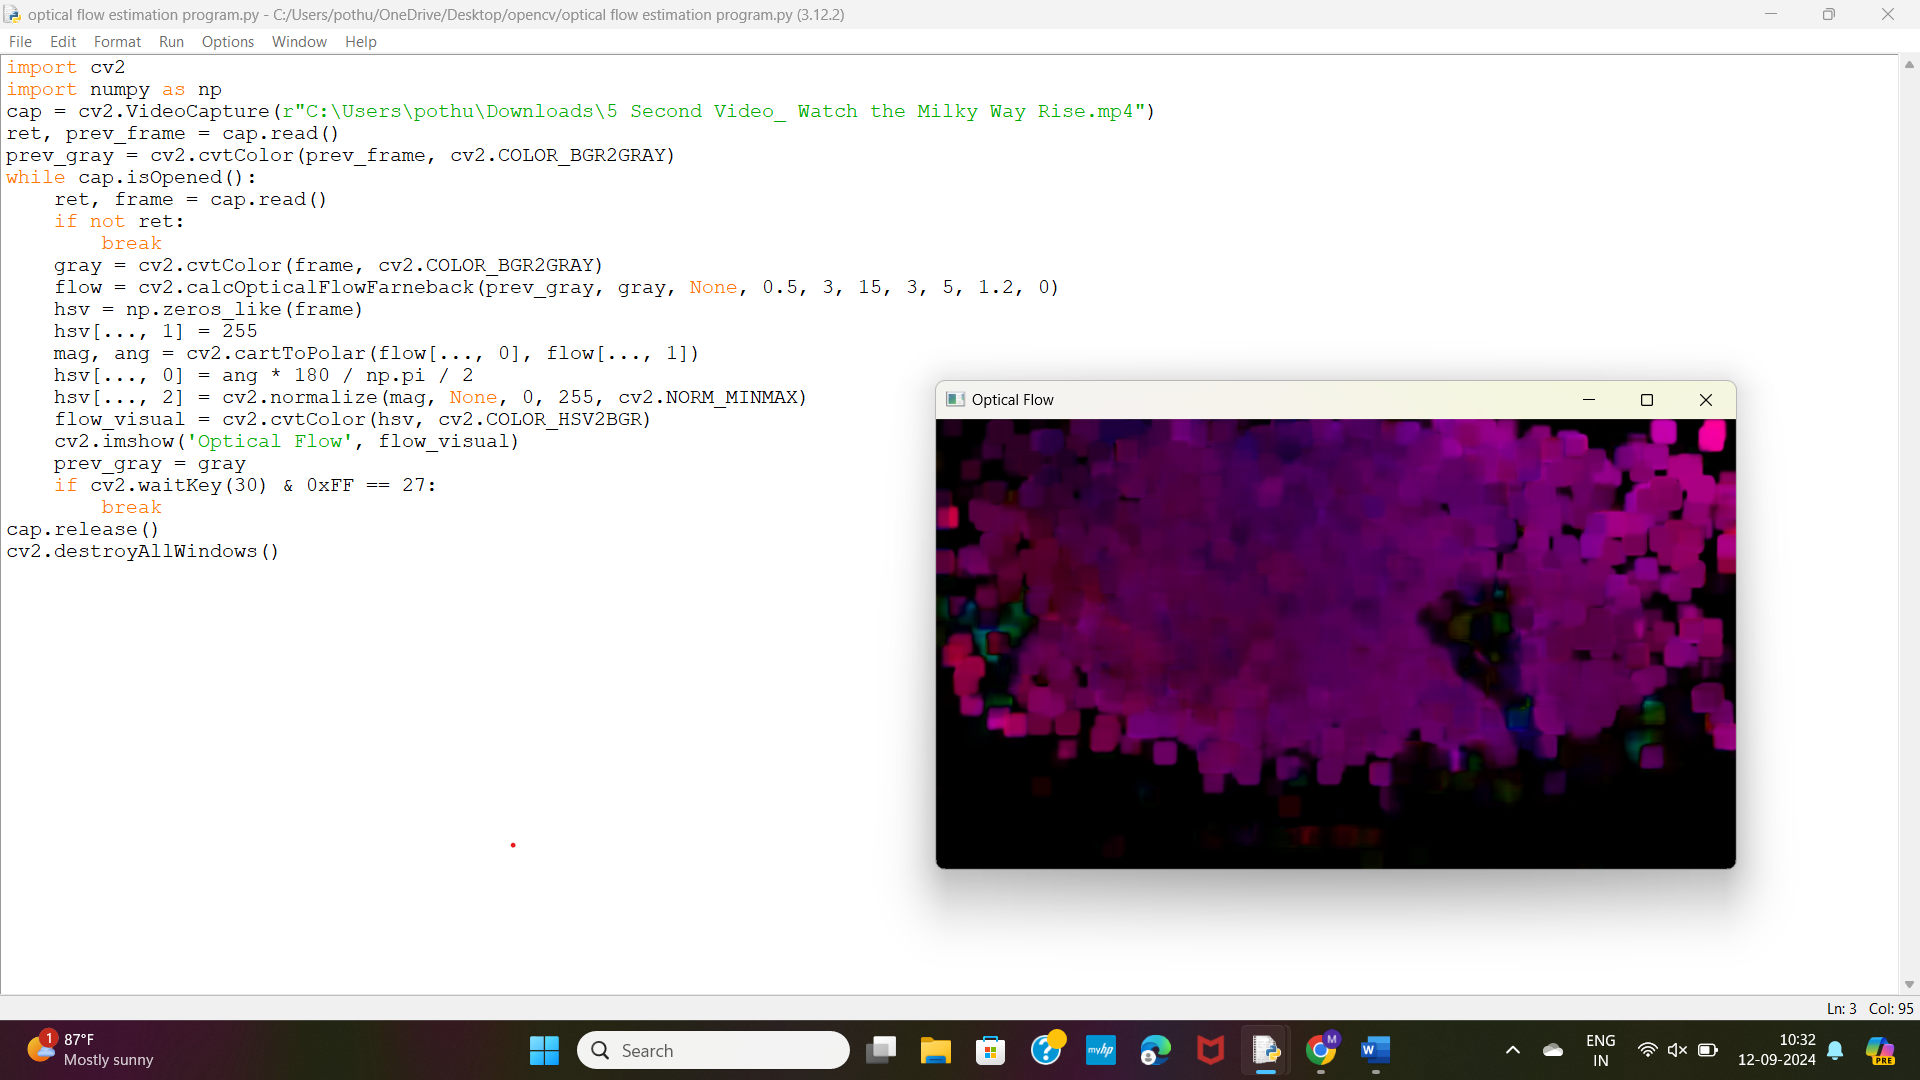 optical flow estimation program.py - C:/Users/pothu/OneDrive/Desktop/opencv/optical flow estimation program.py (3.12.2)
File Edit Format Run Options Window Help
import cv2
import numpy as np
cap = cv2.VideoCapture(r"C:\Users\pothu\Downloads\5 Second Video_ Watch the Milky Way Rise.mp4")
ret, prev_frame = cap.read()
prev_gray = cv2.cvtColor(prev_frame, cv2.COLOR_BGR2GRAY)
while cap.isOpened():
    ret, frame = cap.read()
    if not ret:
        break
    gray = cv2.cvtColor(frame, cv2.COLOR_BGR2GRAY)
    flow = cv2.calcOpticalFlowFarneback(prev_gray, gray, None, 0.5, 3, 15, 3, 5, 1.2, 0)
    hsv = np.zeros_like(frame)
    hsv[..., 1] = 255
    mag, ang = cv2.cartToPolar(flow[..., 0], flow[..., 1])
    hsv[..., 0] = ang * 180 / np.pi / 2
    hsv[..., 2] = cv2.normalize(mag, None, 0, 255, cv2.NORM_MINMAX)
    flow_visual = cv2.cvtColor(hsv, cv2.COLOR_HSV2BGR)
    cv2.imshow('Optical Flow', flow_visual)
    prev_gray = gray
    if cv2.waitKey(30) & 0xFF == 27:
        break
cap.release()
cv2.destroyAllWindows()
Optical Flow
Ln: 3 Col: 95
1
87°F
Mostly sunny
Search
?
myhp
M
W
ENG
IN
10:32
12-09-2024
PRE